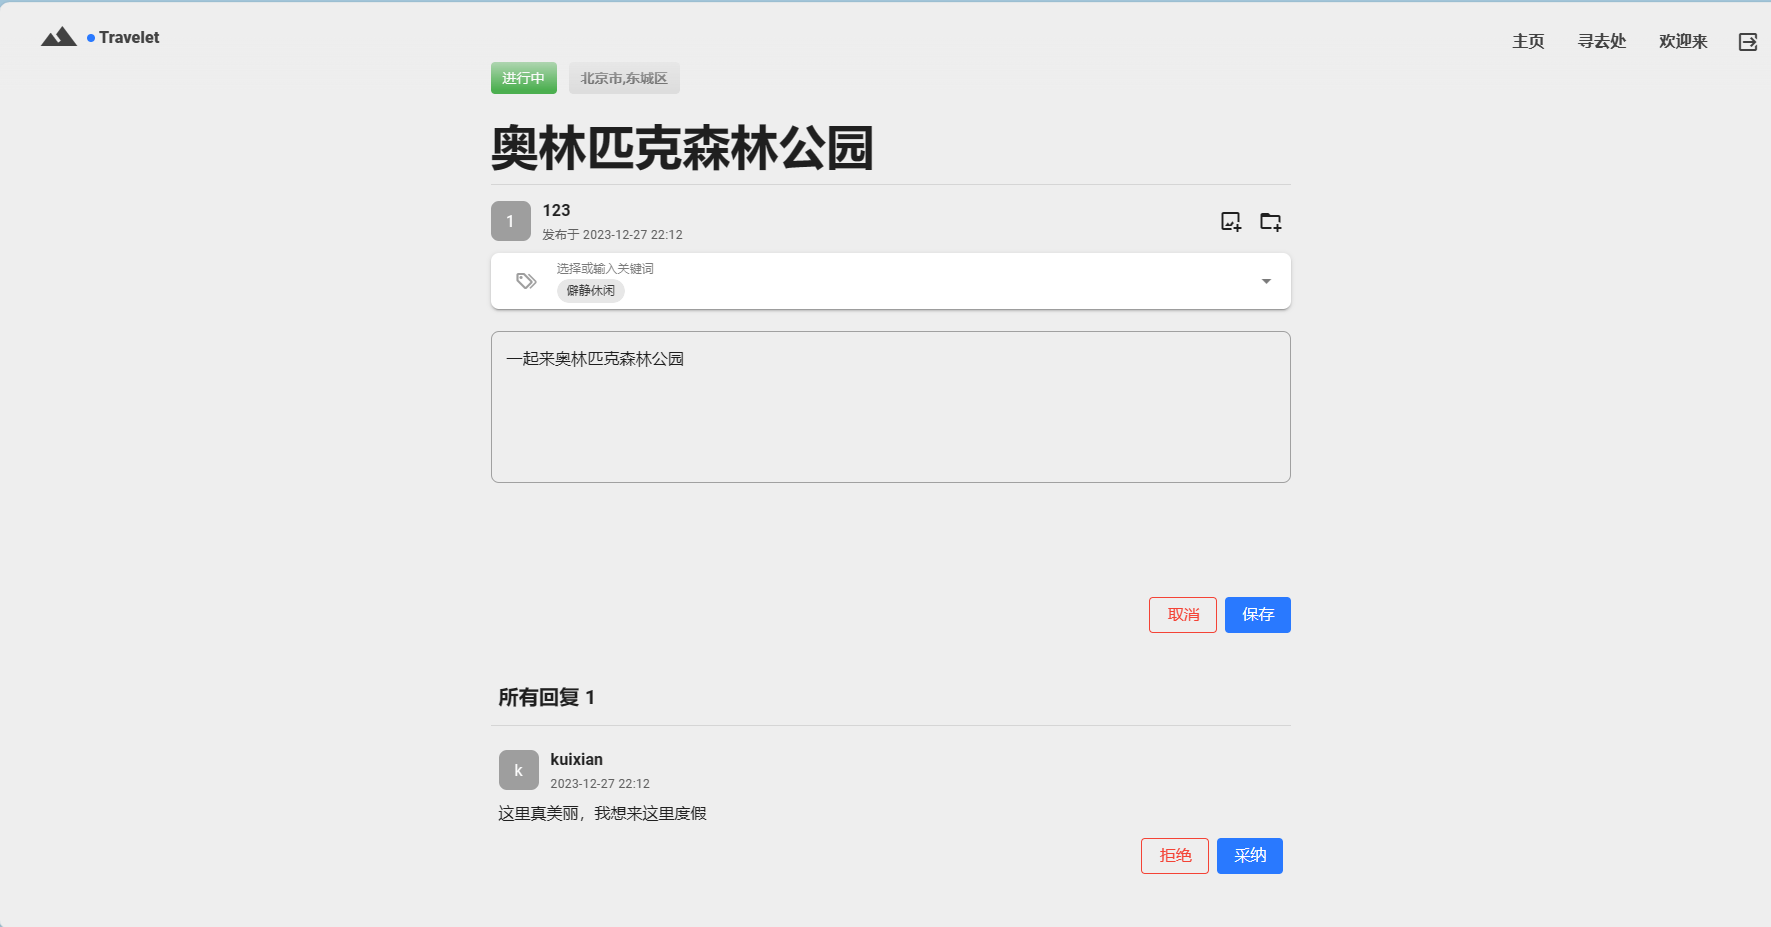 Travelet
主页 寻去处 欢迎来
进行中 北京市,东城区
奥林匹克森林公园
1 123
发布于 2023-12-27 22:12
选择或输入关键词
僻静休闲
一起来奥林匹克森林公园
取消 保存
所有回复 1
k kuixian
2023-12-27 22:12
这里真美丽，我想来这里度假
拒绝 采纳